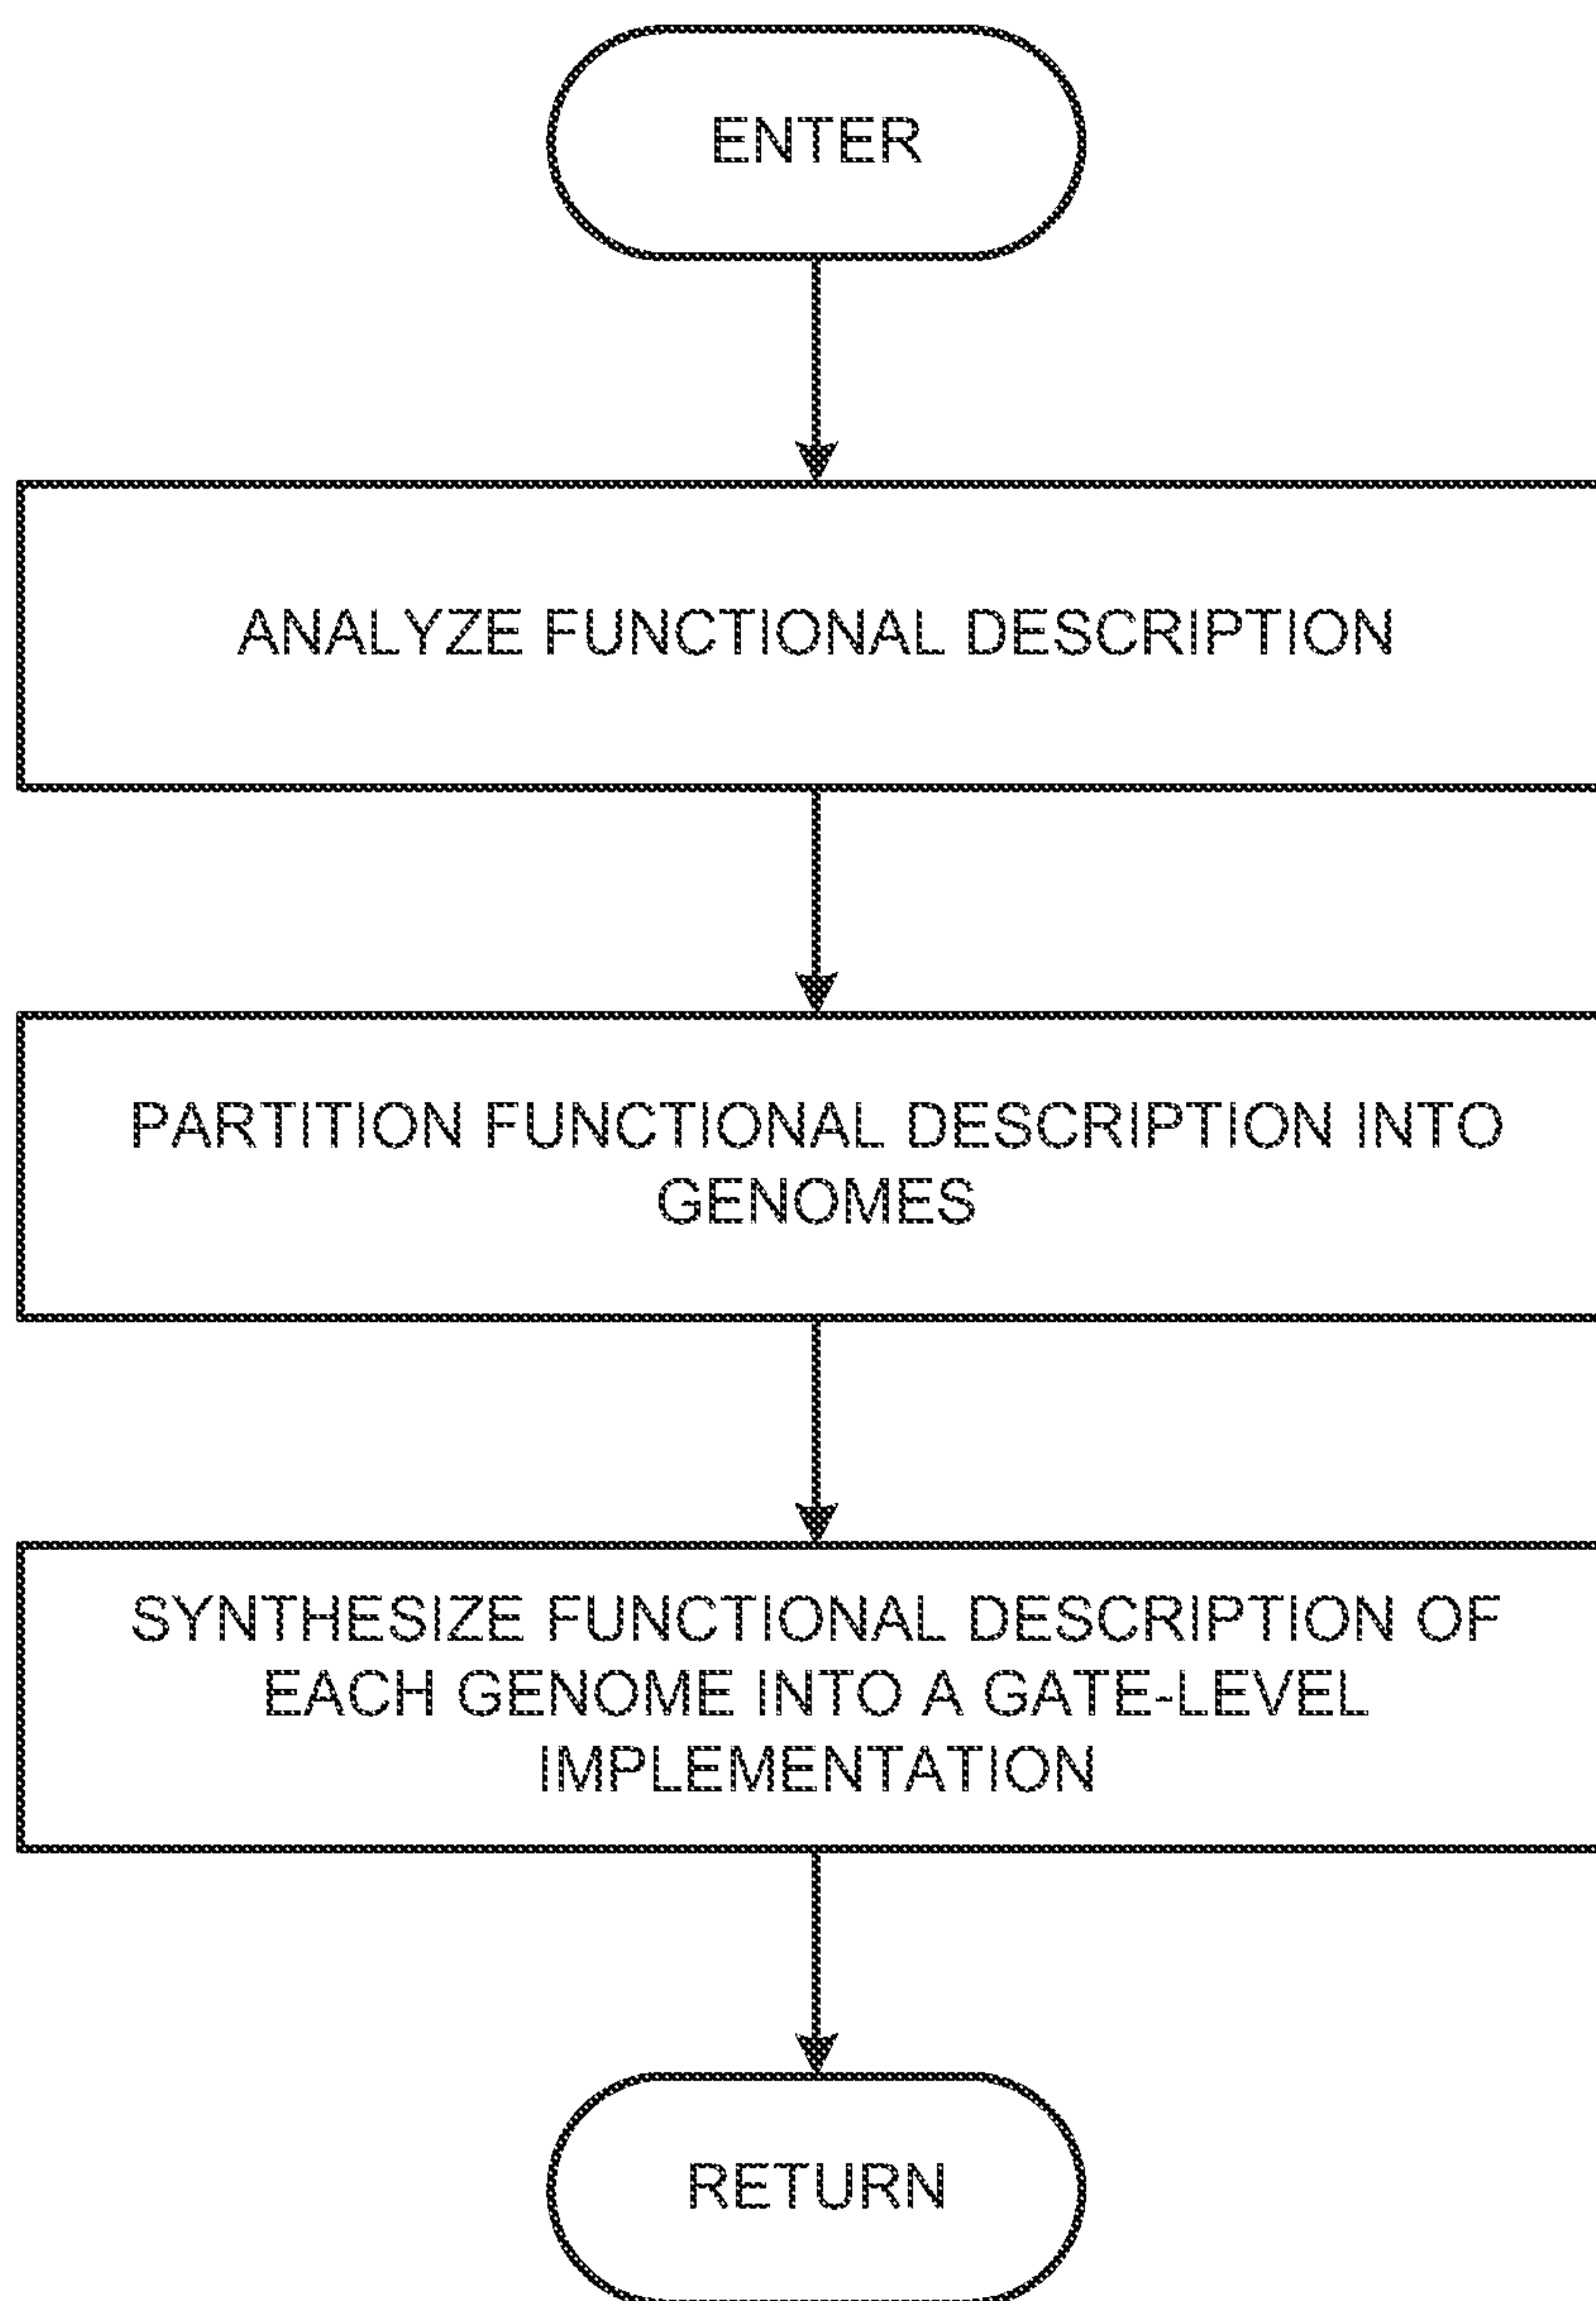 ENTER
ANALYZE FUNCTIONAL DESCRIPTION
PARTITION FUNCTIONAL DESCRIPTION INTO
GENOMES
SYNTHESIZE FUNCTIONAL DESCRIPTION OF
EACH GENOME INTO A GATE-LEVEL
IMPLEMENTATION
RETURN